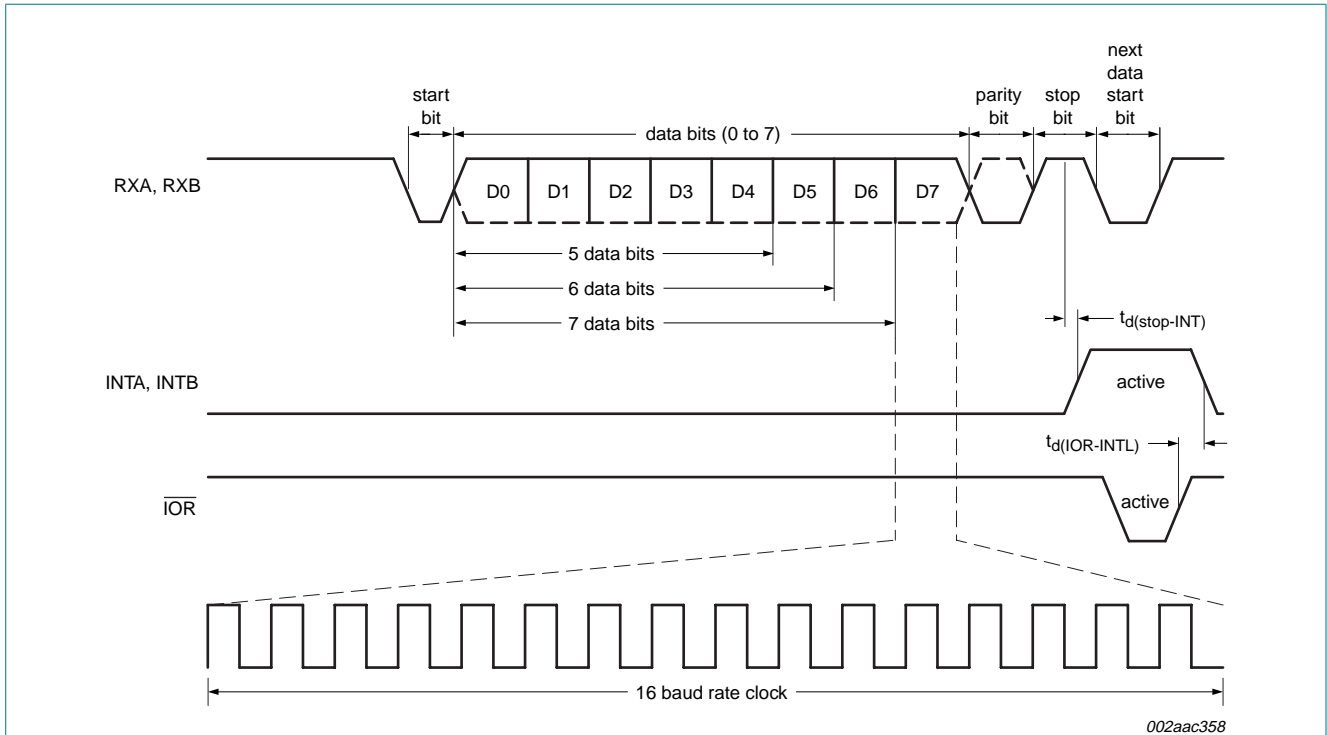 next
data
start
bit
start
bit
parity
bit
stop
bit
data bits (0 to 7)
RXA, RXB
D0 D1 D2 D3 D4 D5 D6 D7
5 data bits
6 data bits
7 data bits
td(stop-INT)
INTA, INTB
active
td(IOR-INTL)
IOR
active
16 baud rate clock
002aac358